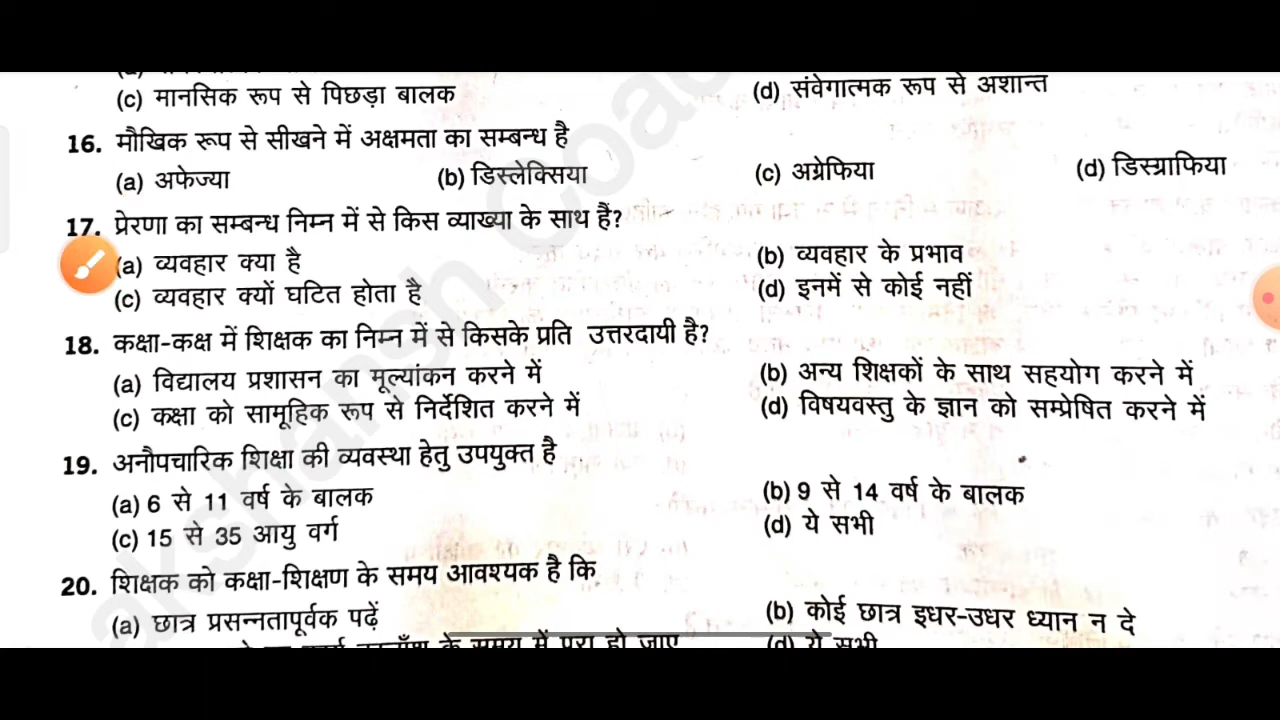 (c) मानसिक रूप से पिछड़ा बालक (d) संवेगात्मक रूप से अशान्त
16. मौखिक रूप से सीखने में अक्षमता का सम्बन्ध है
(a) अफेज्या (b) डिस्लेक्सिया (c) अग्रेफिया (d) डिस्ग्राफिया
17. प्रेरणा का सम्बन्ध निम्न में से किस व्याख्या के साथ हैं?
(a) व्यवहार क्या है (b) व्यवहार के प्रभाव
(c) व्यवहार क्यों घटित होता है (d) इनमें से कोई नहीं
18. कक्षा-कक्ष में शिक्षक का निम्न में से किसके प्रति उत्तरदायी है?
(a) विद्यालय प्रशासन का मूल्यांकन करने में (b) अन्य शिक्षकों के साथ सहयोग करने में
(c) कक्षा को सामूहिक रूप से निर्देशित करने में (d) विषयवस्तु के ज्ञान को सम्प्रेषित करने में
19. अनौपचारिक शिक्षा की व्यवस्था हेतु उपयुक्त है
(a) 6 से 11 वर्ष के बालक (b) 9 से 14 वर्ष के बालक
(c) 15 से 35 आयु वर्ग (d) ये सभी
20. शिक्षक को कक्षा-शिक्षण के समय आवश्यक है कि
(a) छात्र प्रसन्नतापूर्वक पढ़ें (b) कोई छात्र इधर-उधर ध्यान न दे
के समय में पूरा हो जाए (d) ये सभी
akshansh Coac